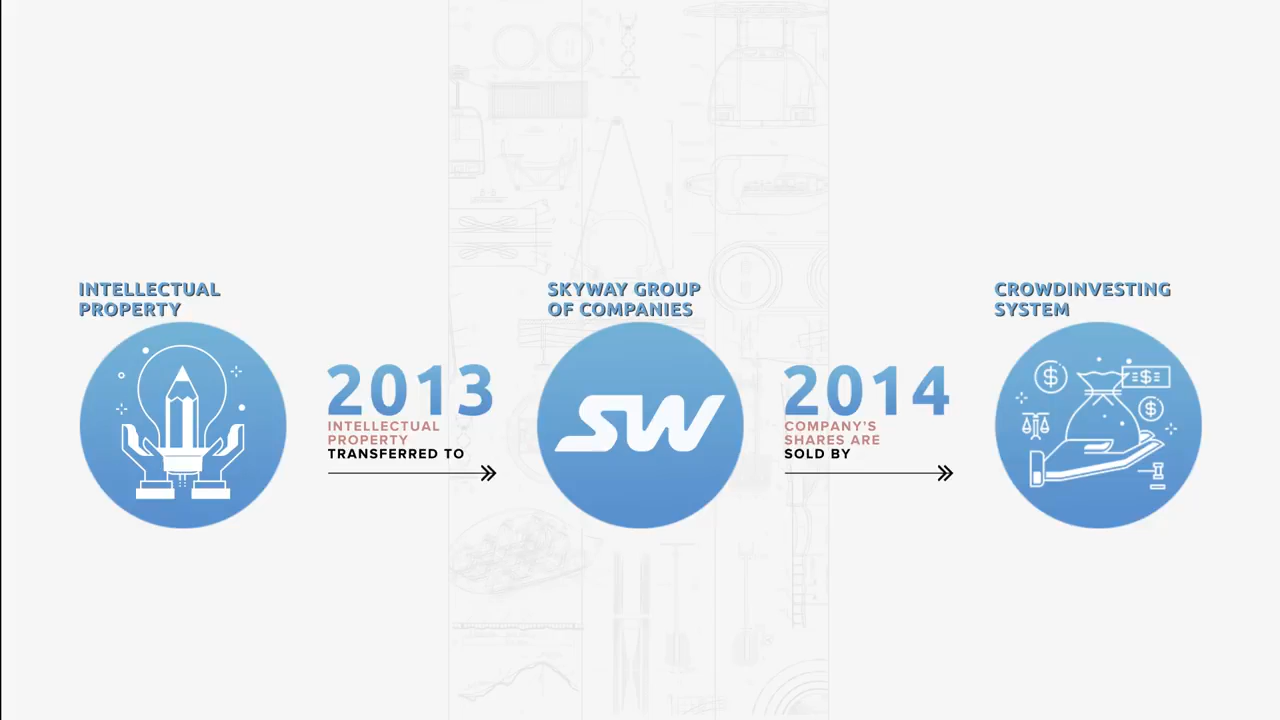 INTELLECTUAL
PROPERTY
2013
INTELLECTUAL
PROPERTY
TRANSFERRED TO
SKYWAY GROUP
OF COMPANIES
SW
2014
COMPANY'S
SHARES ARE
SOLD BY
CROWDINVESTING
SYSTEM